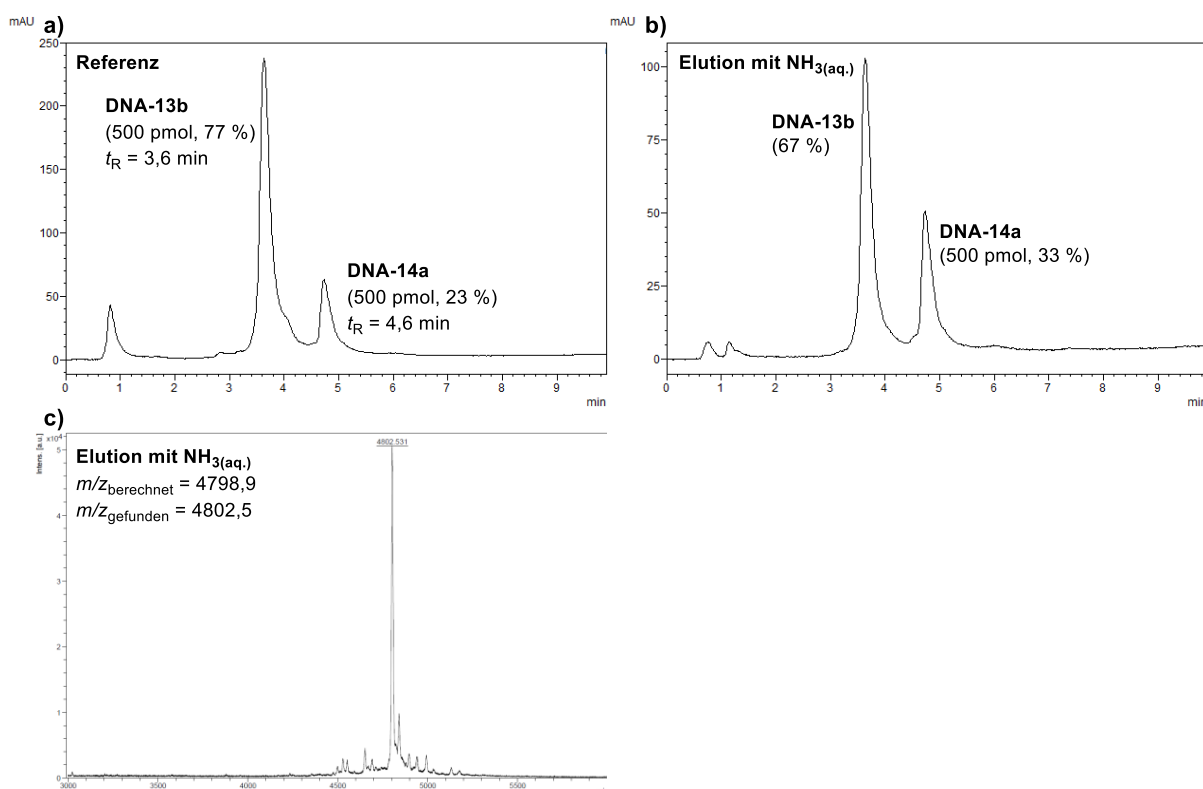 mAU
a)
250
200
150
100
50
0
Referenz
DNA-13b
(500 pmol, 77 %)
tR = 3,6 min
DNA-14a
(500 pmol, 23 %)
tR = 4,6 min
0 1 2 3 4 5 6 7 8 9
min
mAU
b)
100
75
50
25
0
Elution mit NH3(aq.)
DNA-13b
(67 %)
DNA-14a
(500 pmol, 33 %)
0 1 2 3 4 5 6 7 8 9
min
c)
Intens. [a.u.]
x10^4
5
4
3
2
1
0
Elution mit NH3(aq.)
m/zberechnet = 4798,9
m/zgefunden = 4802,5
4802.531
3000 3500 4000 4500 5000 5500